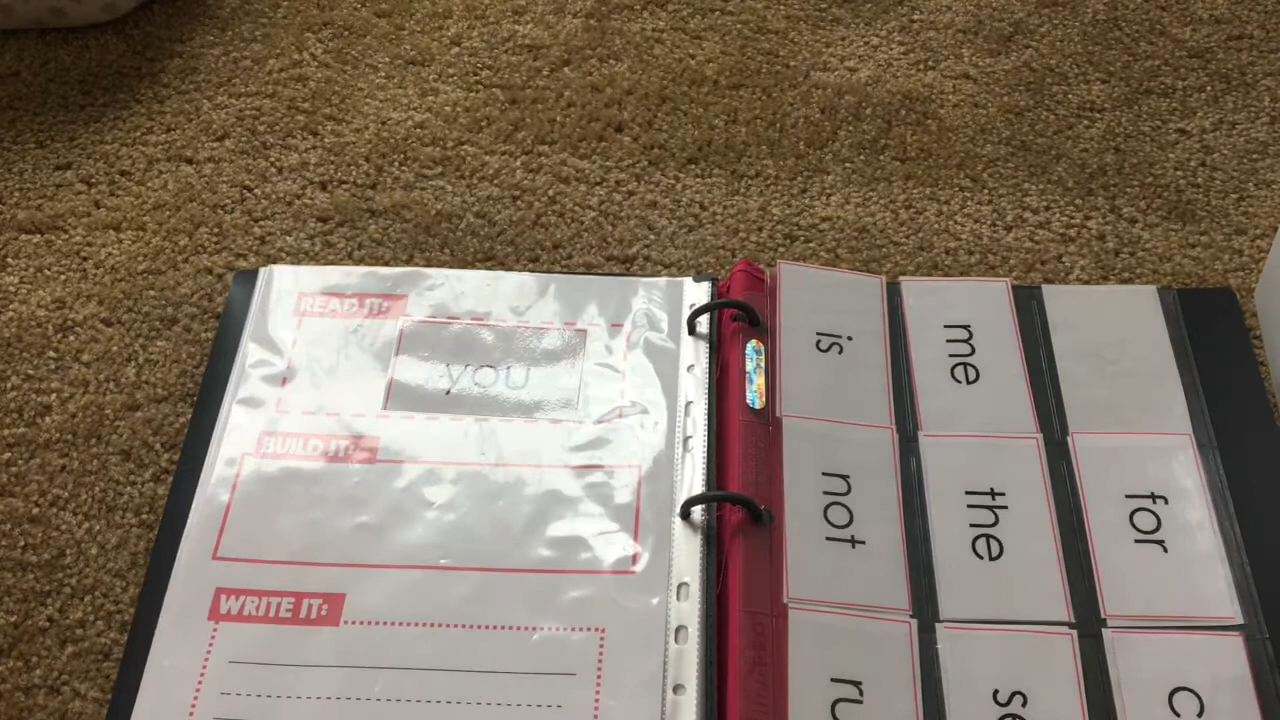 READ IT:
you
BUILD IT:
WRITE IT:
is
me
not
the
for